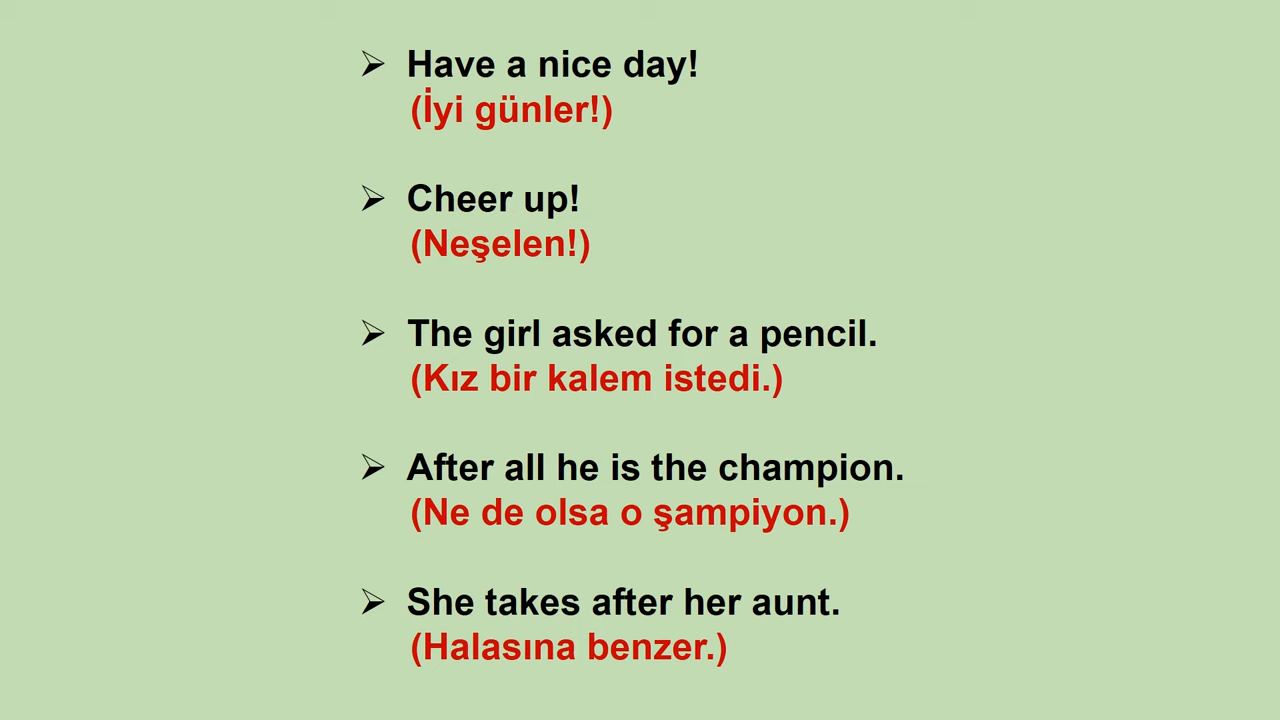 ➢ Have a nice day!
(İyi günler!)
➢ Cheer up!
(Neşelen!)
➢ The girl asked for a pencil.
(Kız bir kalem istedi.)
➢ After all he is the champion.
(Ne de olsa o şampiyon.)
➢ She takes after her aunt.
(Halasına benzer.)